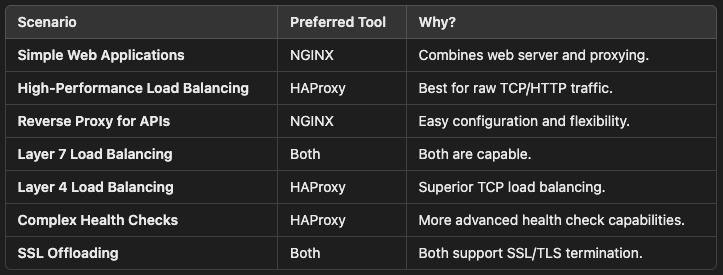 Scenario Preferred Tool Why?
Simple Web Applications NGINX Combines web server and proxying.
High-Performance Load Balancing HAProxy Best for raw TCP/HTTP traffic.
Reverse Proxy for APIs NGINX Easy configuration and flexibility.
Layer 7 Load Balancing Both Both are capable.
Layer 4 Load Balancing HAProxy Superior TCP load balancing.
Complex Health Checks HAProxy More advanced health check capabilities.
SSL Offloading Both Both support SSL/TLS termination.